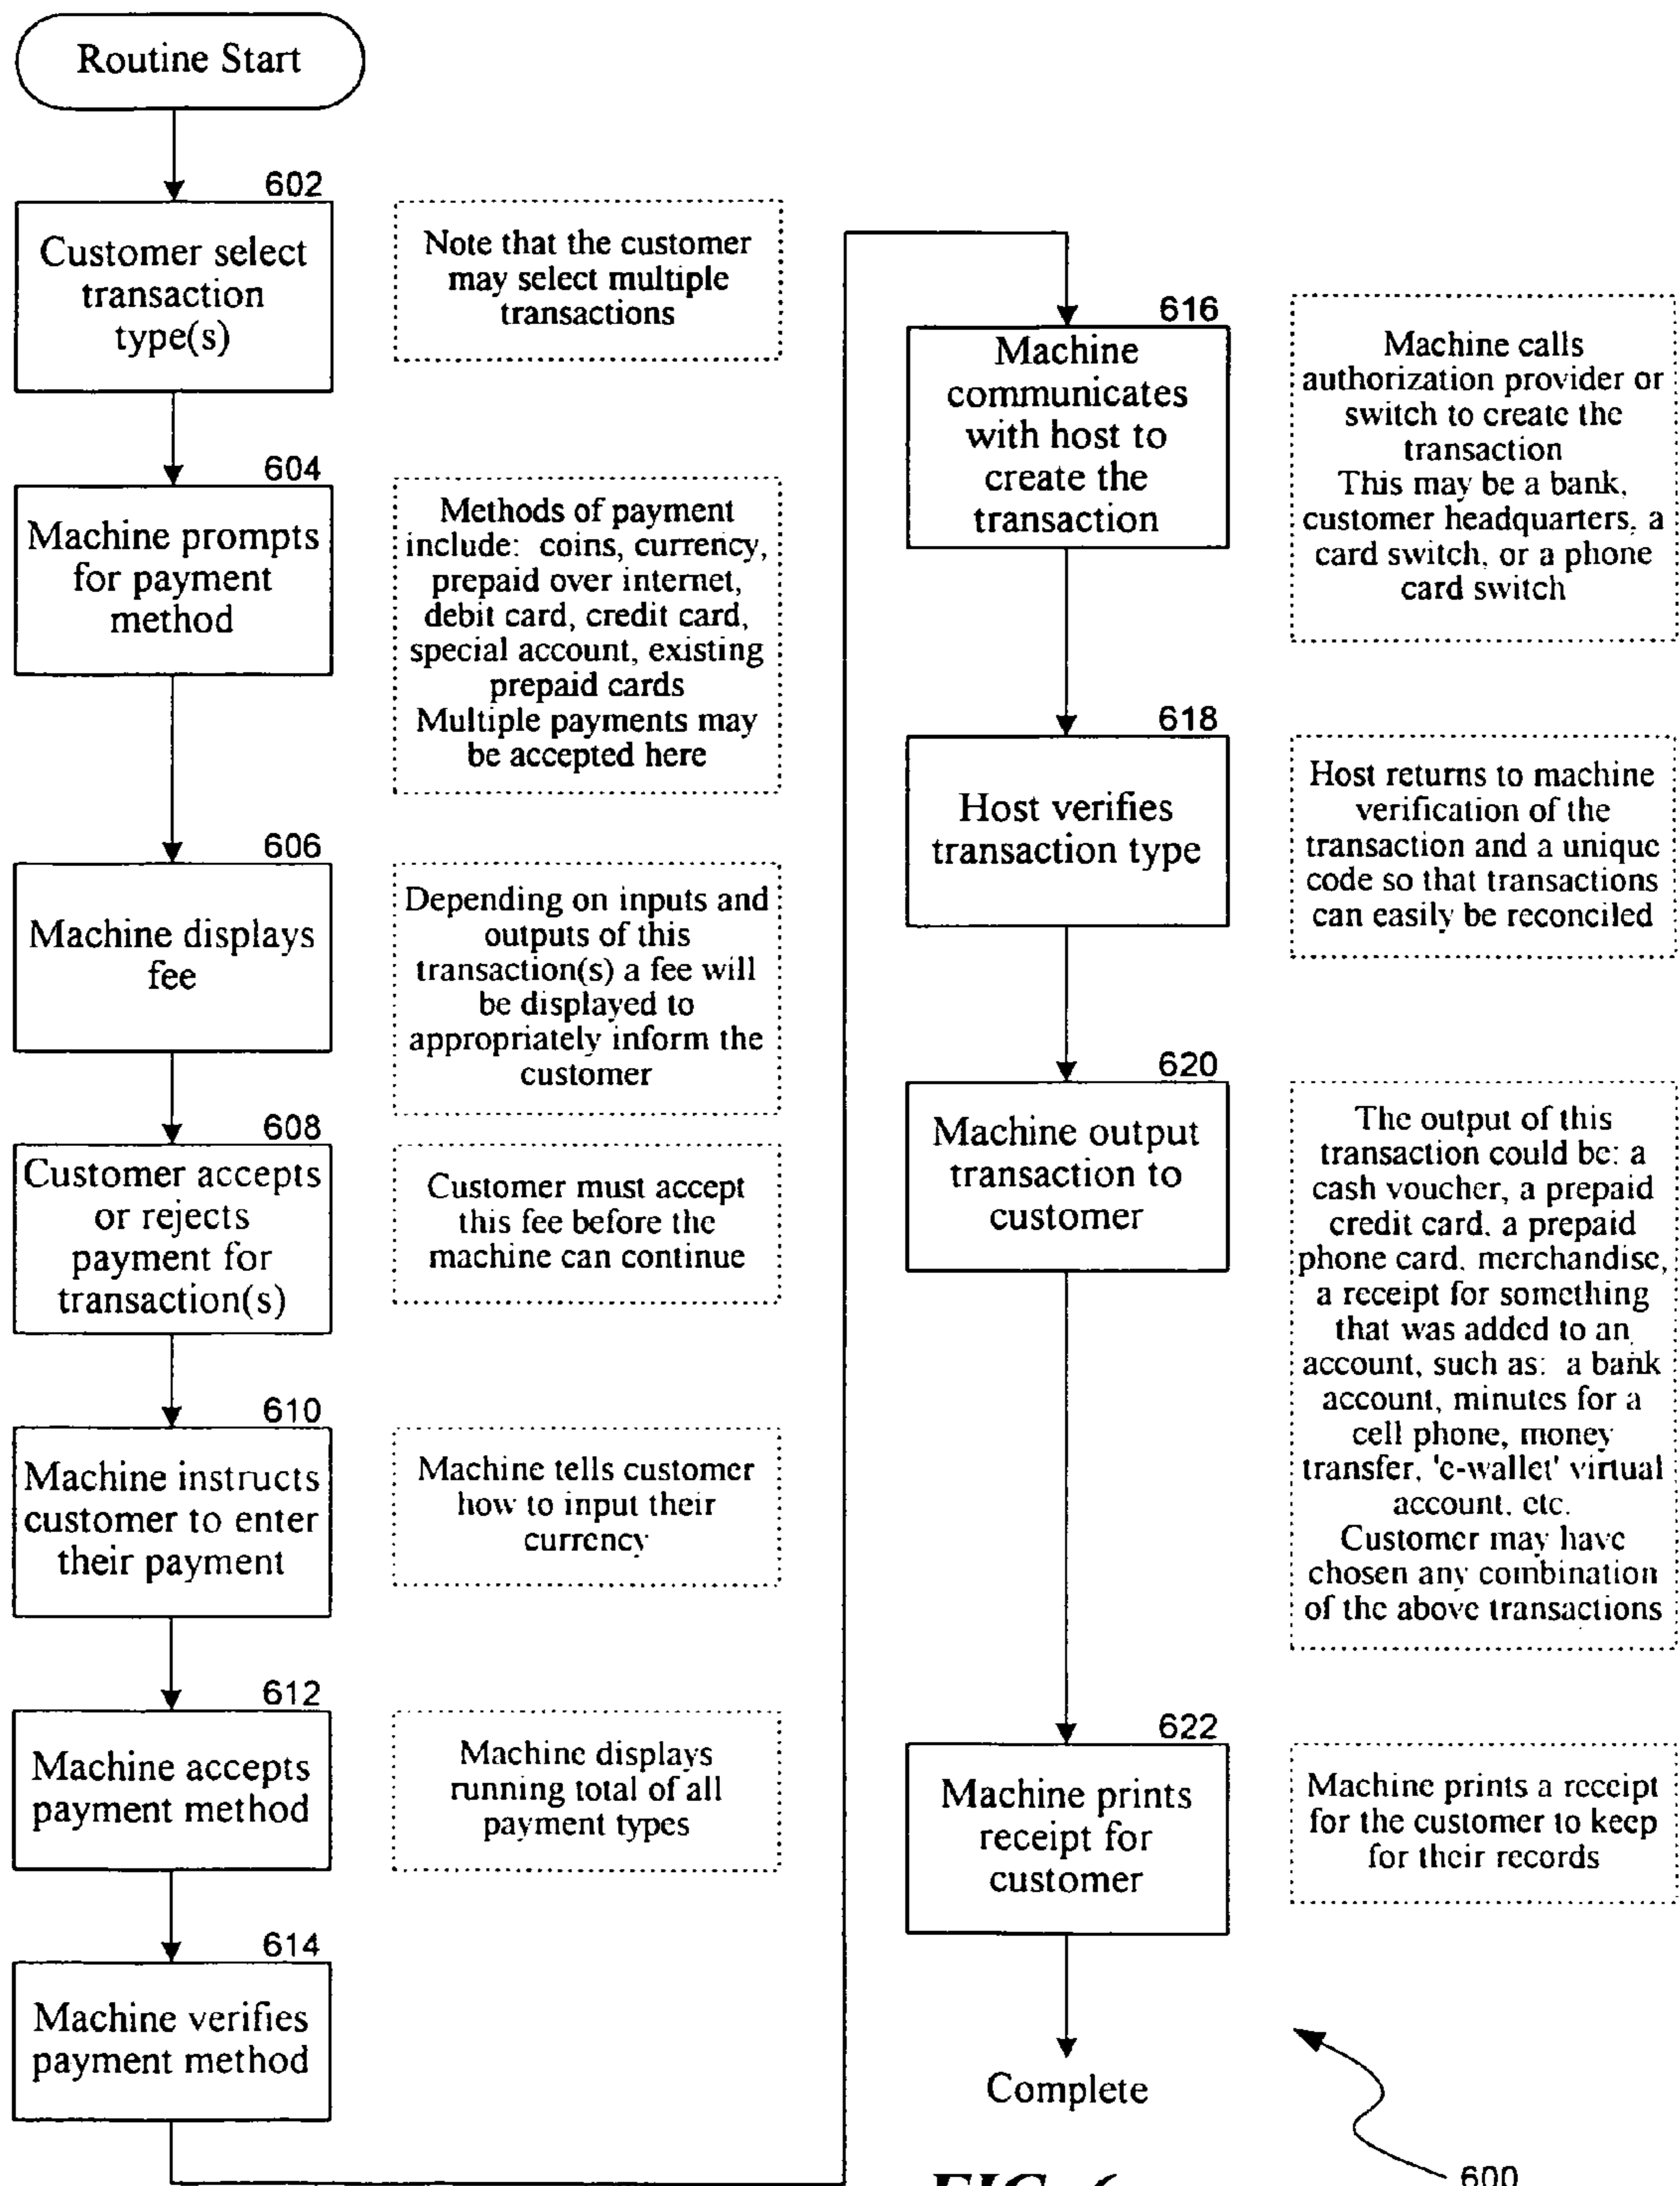 Routine Start
602
Customer select
transaction
type(s)
Note that the customer
may select multiple
transactions
604
Machine prompts
for payment
method
Methods of payment
include: coins, currency,
prepaid over internet,
debit card, credit card,
special account, existing
prepaid cards
Multiple payments may
be accepted here
606
Machine displays
fee
Depending on inputs and
outputs of this
transaction(s) a fee will
be displayed to
appropriately inform the
customer
608
Customer accepts
or rejects
payment for
transaction(s)
Customer must accept
this fee before the
machine can continue
610
Machine instructs
customer to enter
their payment
Machine tells customer
how to input their
currency
612
Machine accepts
payment method
Machine displays
running total of all
payment types
614
Machine verifies
payment method
616
Machine
communicates
with host to
create the
transaction
Machine calls
authorization provider or
switch to create the
transaction
This may be a bank,
customer headquarters, a
card switch, or a phone
card switch
618
Host verifies
transaction type
Host returns to machine
verification of the
transaction and a unique
code so that transactions
can easily be reconciled
620
Machine output
transaction to
customer
The output of this
transaction could be: a
cash voucher, a prepaid
credit card, a prepaid
phone card, merchandise,
a receipt for something
that was added to an
account, such as: a bank
account, minutes for a
cell phone, money
transfer, 'e-wallet' virtual
account, etc.
Customer may have
chosen any combination
of the above transactions
622
Machine prints
receipt for
customer
Machine prints a receipt
for the customer to keep
for their records
Complete
FIG. 6
600